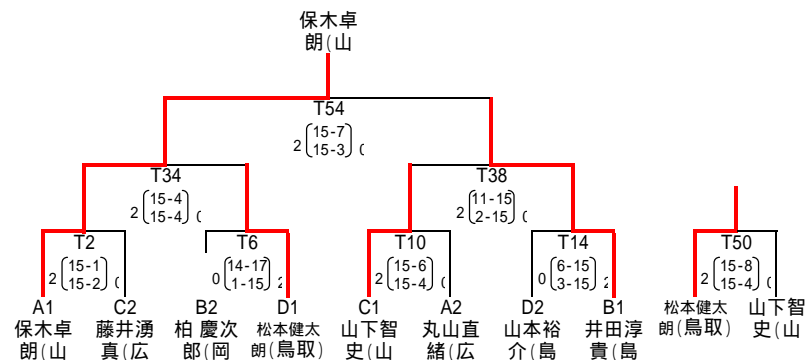 保木卓
朗(山
T54
2 15-7
15-3 0
T34
2 15-4
15-4 0
T38
2 11-15
2-15 0
T2
2 15-1
15-2 0
T6
0 14-17
1-15 2
T10
2 15-6
15-4 0
T14
0 6-15
3-15 2
T50
2 15-8
15-4 0
A1
保木卓
朗(山
C2
藤井湧
真(広
B2
柏 慶次
郎(岡
D1
松本健太
朗(鳥取)
C1
山下智
史(山
A2
丸山直
緒(広
D2
山本裕
介(島
B1
井田淳
貴(島
松本健太
朗(鳥取)
山下智
史(山